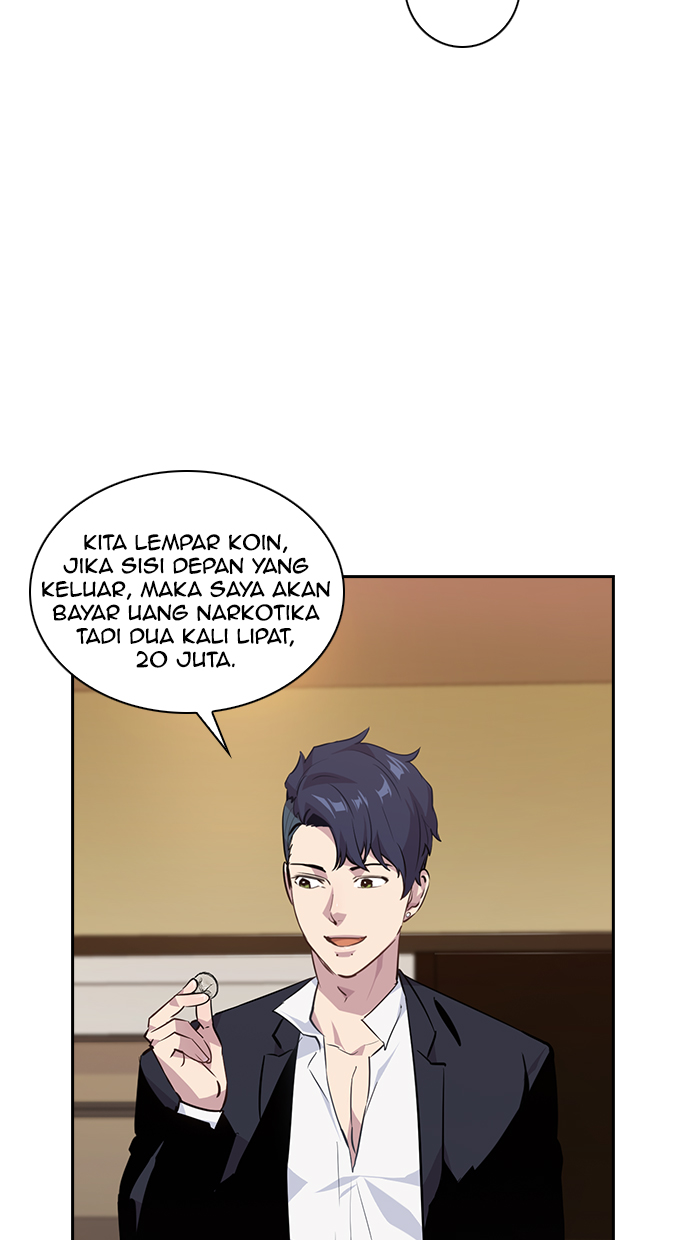 KITA LEMPAR KOIN,
JIKA SISI DEPAN YANG
KELUAR, MAKA SAYA AKAN
BAYAR UANG NARKOTIKA
TADI DUA KALI LIPAT,
20 JUTA.